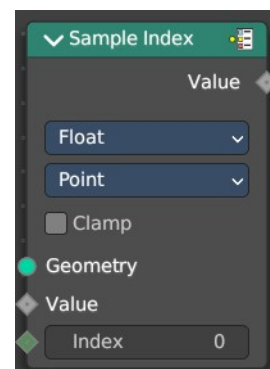 Sample Index
Value
Float
Point
Clamp
Geometry
Value
Index 0